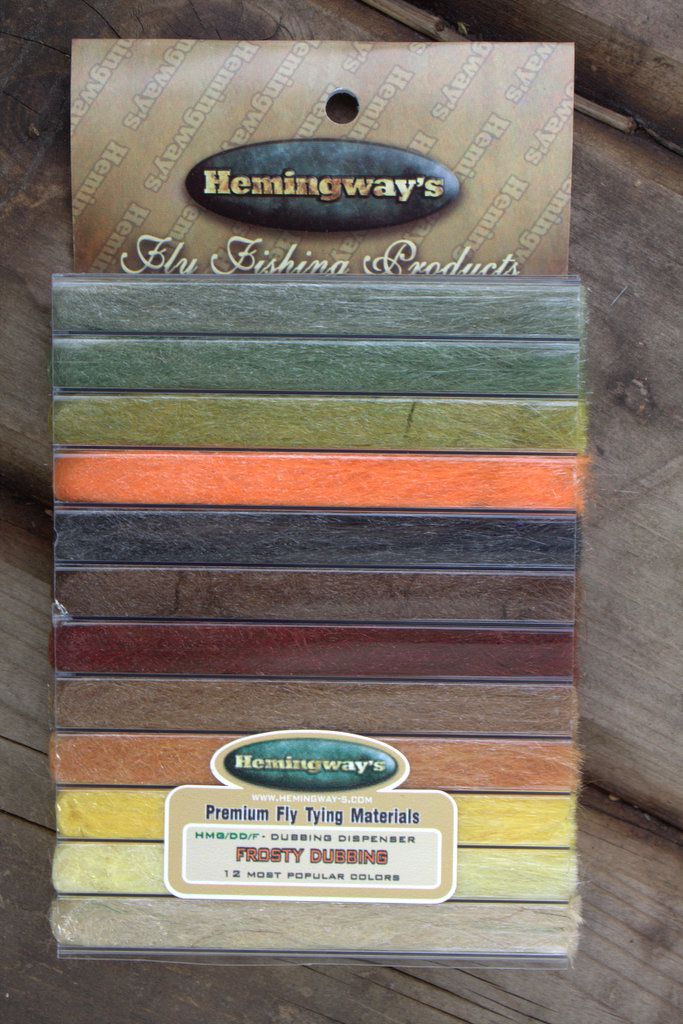 Hemingway's
Fly Fishing Products
Hemingway's
WWW.HEMINGWAY-S.COM
Premium Fly Tying Materials
HMG/DD/F - DUBBING DISPENSER
FROSTY DUBBING
12 MOST POPULAR COLORS